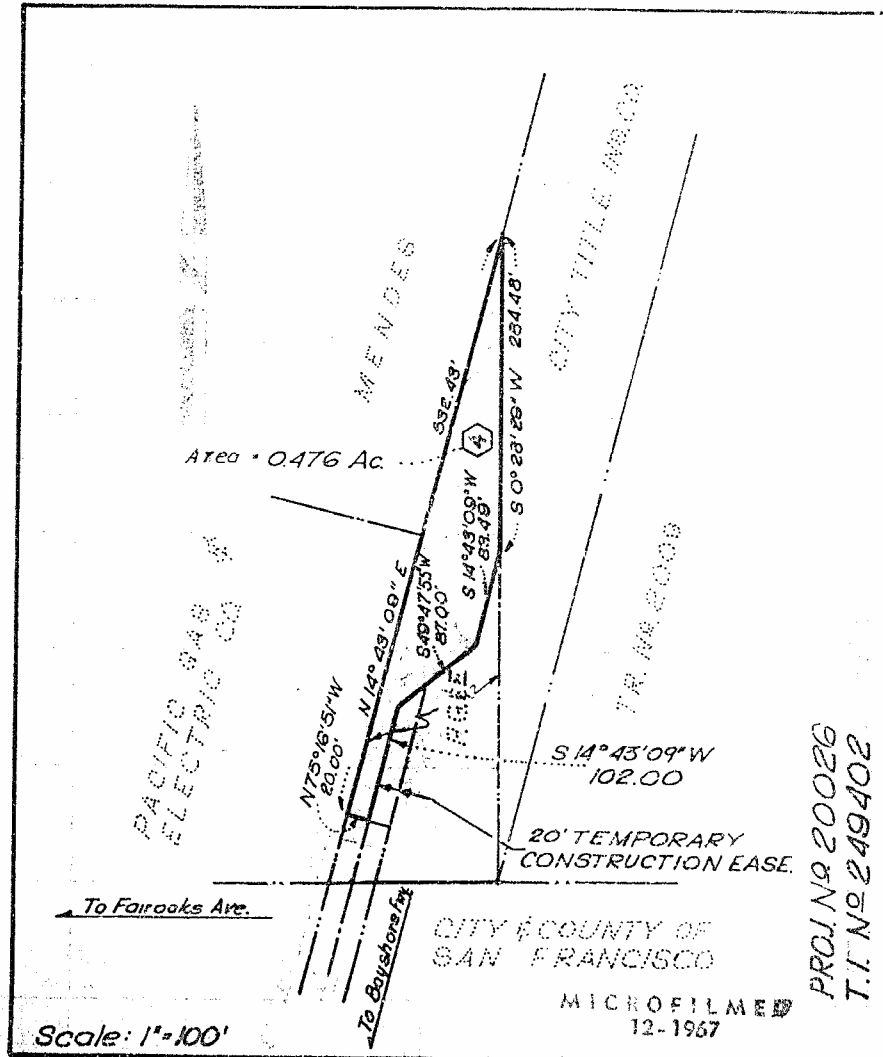 MENDES
CITY TITLE INS. CO
532.43'
284.48'
S 0° 28' 28" W
Area = 0.476 Ac.
S 14° 43' 09" W
83.49'
S49°47'55"W
87.00'
N 14° 43' 09" E
PACIFIC GAS &
ELECTRIC CO
TR. Nº 2009
N75°16'51"W
20.00'
S 14° 43' 09" W
102.00
20' TEMPORARY
CONSTRUCTION EASE.
To Fairoaks Ave.
To Bayshore Fwy.
CITY & COUNTY OF
SAN FRANCISCO
MICROFILMED
12-1967
Scale: 1"=100'
PROJ. Nº 20026
T.I. Nº 249402